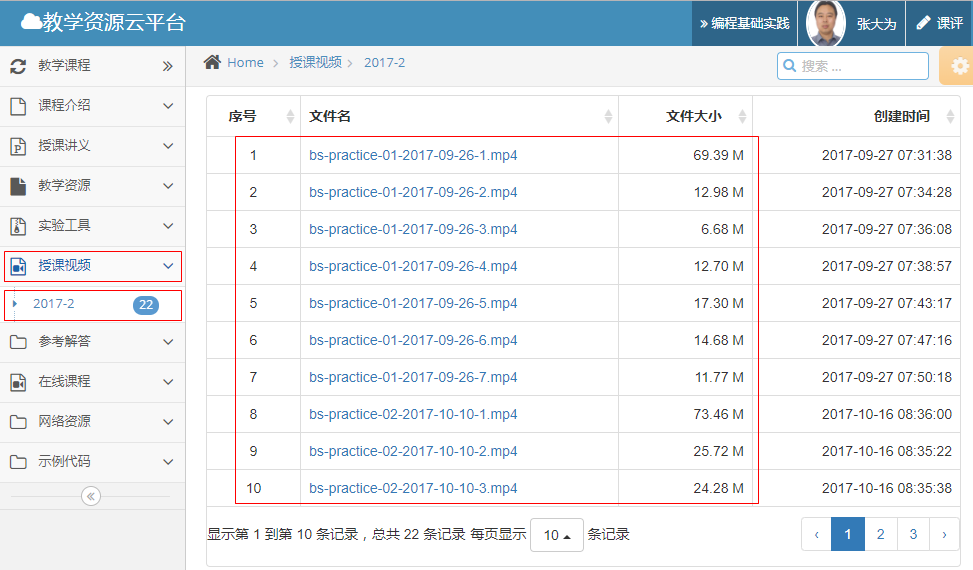 教学资源云平台
» 编程基础实践
张大为
课评
教学课程
课程介绍
授课讲义
教学资源
实验工具
授课视频
2017-2 22
参考解答
在线课程
网络资源
示例代码
Home > 授课视频 > 2017-2
搜索 ...
序号 文件名 文件大小 创建时间
1 bs-practice-01-2017-09-26-1.mp4 69.39 M 2017-09-27 07:31:38
2 bs-practice-01-2017-09-26-2.mp4 12.98 M 2017-09-27 07:34:28
3 bs-practice-01-2017-09-26-3.mp4 6.68 M 2017-09-27 07:36:08
4 bs-practice-01-2017-09-26-4.mp4 12.70 M 2017-09-27 07:38:57
5 bs-practice-01-2017-09-26-5.mp4 17.30 M 2017-09-27 07:43:17
6 bs-practice-01-2017-09-26-6.mp4 14.68 M 2017-09-27 07:47:16
7 bs-practice-01-2017-09-26-7.mp4 11.77 M 2017-09-27 07:50:18
8 bs-practice-02-2017-10-10-1.mp4 73.46 M 2017-10-16 08:36:00
9 bs-practice-02-2017-10-10-2.mp4 25.72 M 2017-10-16 08:35:22
10 bs-practice-02-2017-10-10-3.mp4 24.28 M 2017-10-16 08:35:38
显示第 1 到第 10 条记录，总共 22 条记录 每页显示 10 条记录
‹ 1 2 3 ›